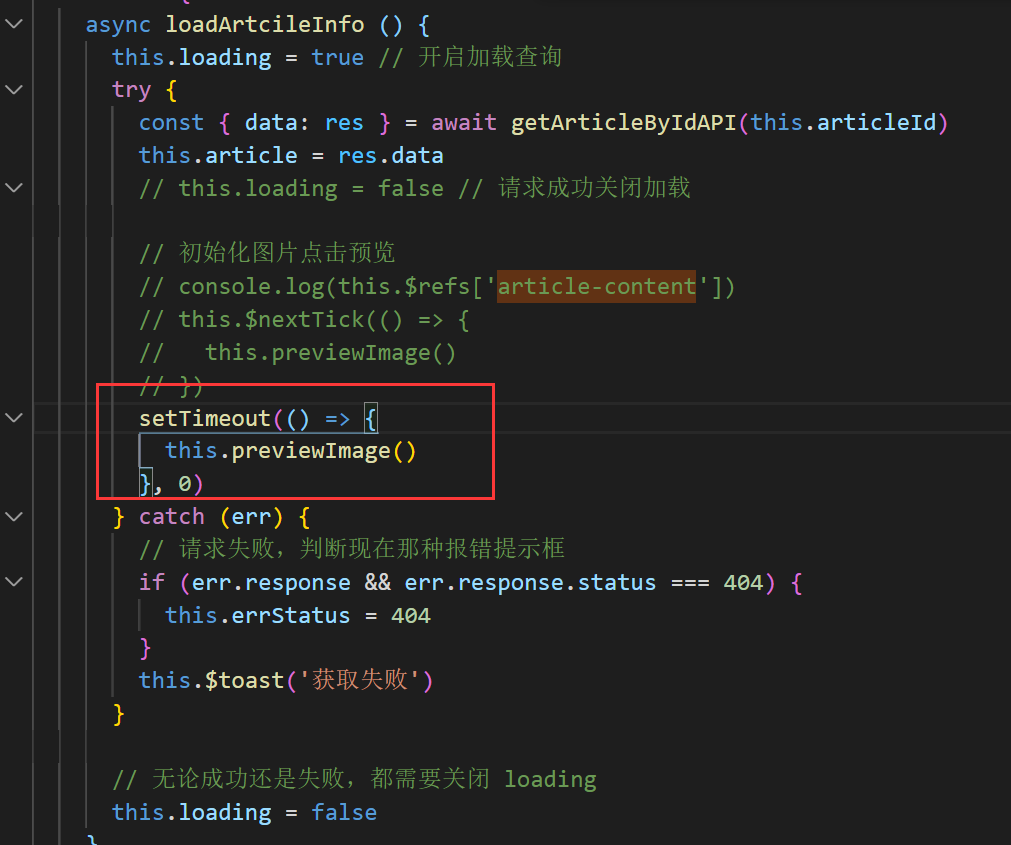 async loadArtcileInfo () {
this.loading = true // 开启加载查询
try {
const { data: res } = await getArticleByIdAPI(this.articleId)
this.article = res.data
// this.loading = false // 请求成功关闭加载
// 初始化图片点击预览
// console.log(this.$refs['article-content'])
// this.$nextTick(() => {
//   this.previewImage()
// })
setTimeout(() => {
this.previewImage()
}, 0)
} catch (err) {
// 请求失败，判断现在那种报错提示框
if (err.response && err.response.status === 404) {
this.errStatus = 404
}
this.$toast('获取失败')
}
// 无论成功还是失败，都需要关闭 loading
this.loading = false
}